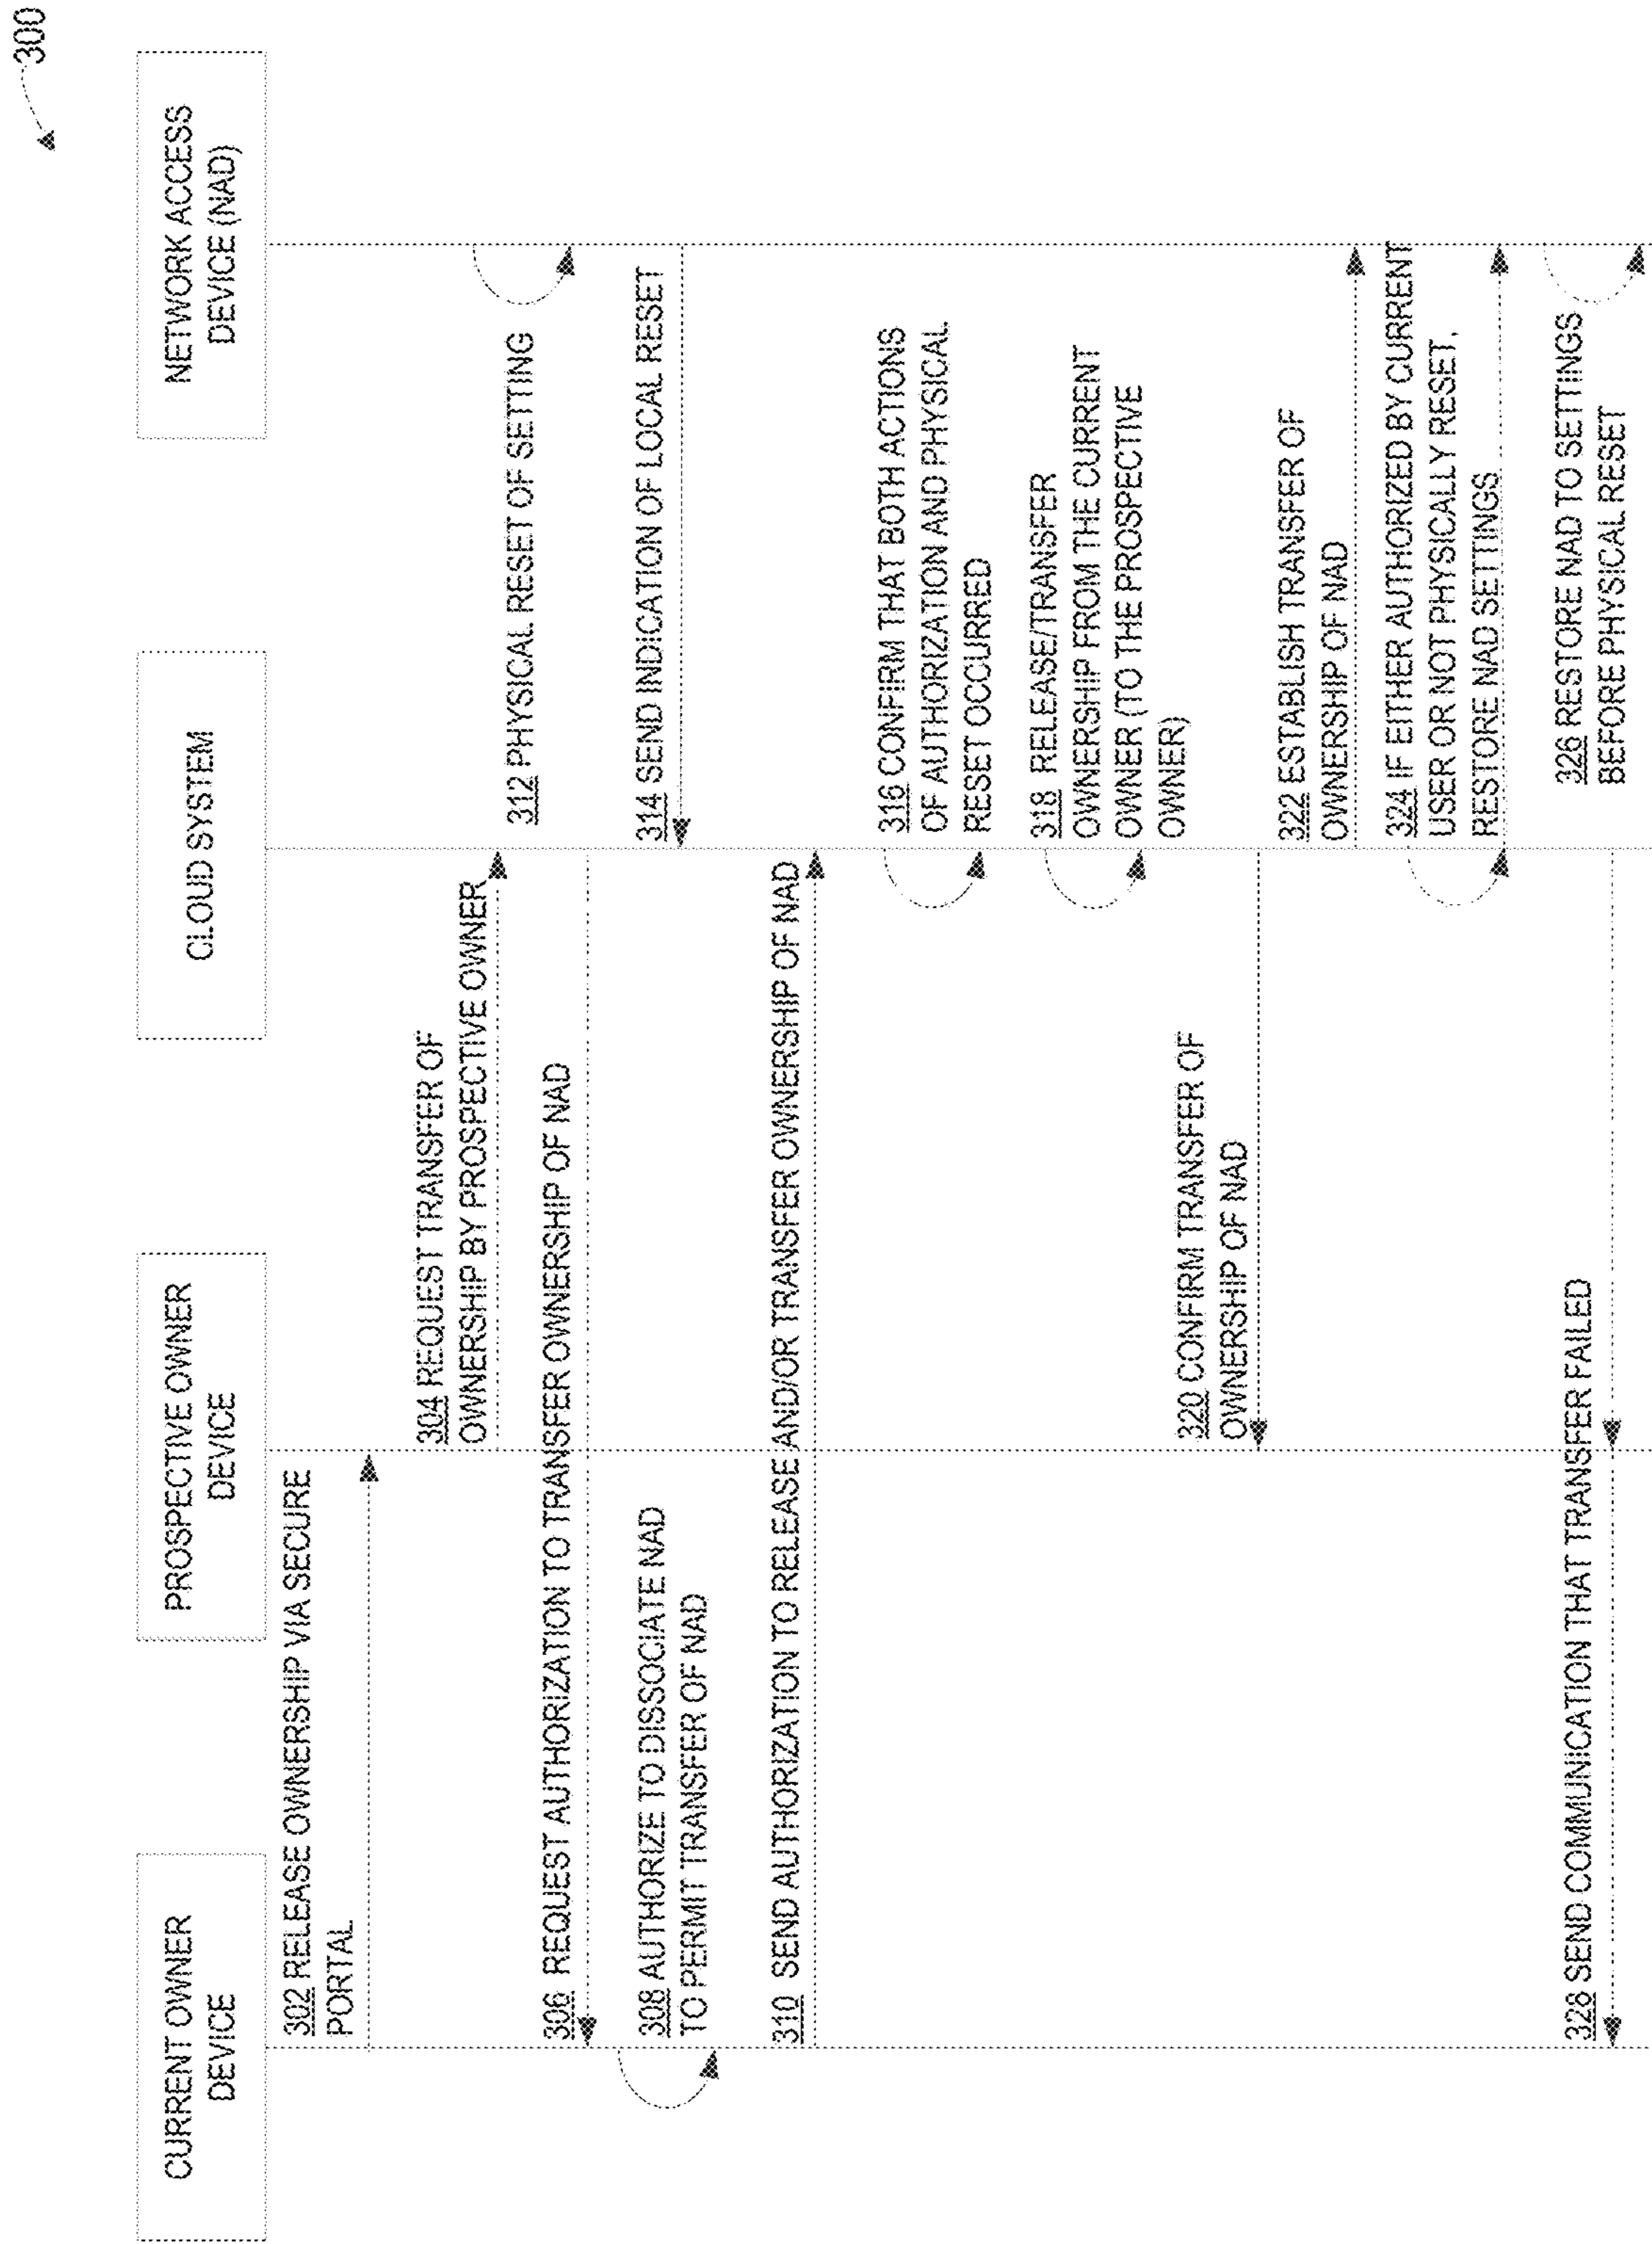 300
CURRENT OWNER
DEVICE
PROSPECTIVE OWNER
DEVICE
CLOUD SYSTEM
NETWORK ACCESS
DEVICE (NAD)
302 RELEASE OWNERSHIP VIA SECURE
PORTAL
304 REQUEST TRANSFER OF
OWNERSHIP BY PROSPECTIVE OWNER
312 PHYSICAL RESET OF SETTING
306 REQUEST AUTHORIZATION TO TRANSFER OWNERSHIP OF NAD
308 AUTHORIZE TO DISSOCIATE NAD
TO PERMIT TRANSFER OF NAD
314 SEND INDICATION OF LOCAL RESET
310 SEND AUTHORIZATION TO RELEASE AND/OR TRANSFER OWNERSHIP OF NAD
316 CONFIRM THAT BOTH ACTIONS
OF AUTHORIZATION AND PHYSICAL
RESET OCCURRED
318 RELEASE/TRANSFER
OWNERSHIP FROM THE CURRENT
OWNER (TO THE PROSPECTIVE
OWNER)
320 CONFIRM TRANSFER OF
OWNERSHIP OF NAD
322 ESTABLISH TRANSFER OF
OWNERSHIP OF NAD
324 IF EITHER AUTHORIZED BY CURRENT
USER OR NOT PHYSICALLY RESET,
RESTORE NAD SETTINGS
326 RESTORE NAD TO SETTINGS
BEFORE PHYSICAL RESET
328 SEND COMMUNICATION THAT TRANSFER FAILED